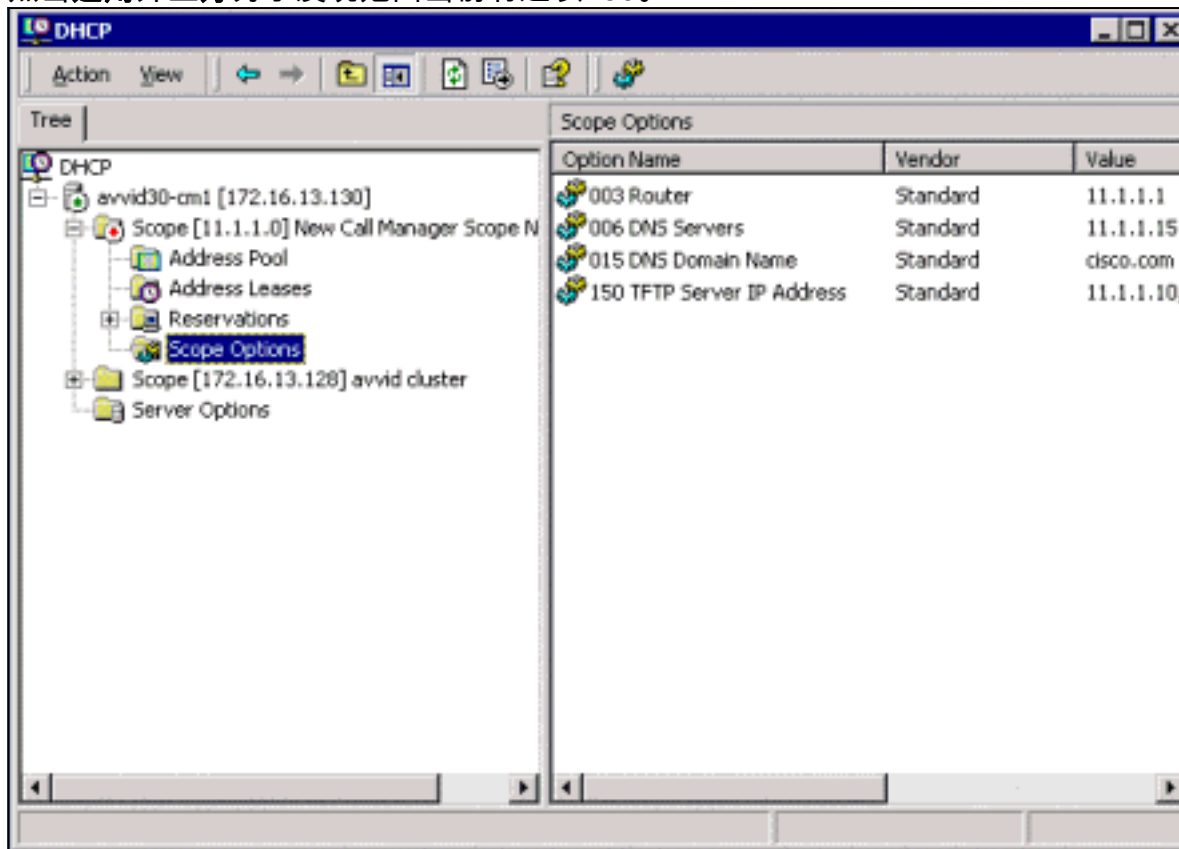 DHCP
Action View
Tree
Scope Options
DHCP
avvid30-cm1 [172.16.13.130]
Scope [11.1.1.0] New Call Manager Scope N
Address Pool
Address Leases
Reservations
Scope Options
Scope [172.16.13.128] avvid cluster
Server Options
Option Name Vendor Value
003 Router Standard 11.1.1.1
006 DNS Servers Standard 11.1.1.15
015 DNS Domain Name Standard cisco.com
150 TFTP Server IP Address Standard 11.1.1.10,